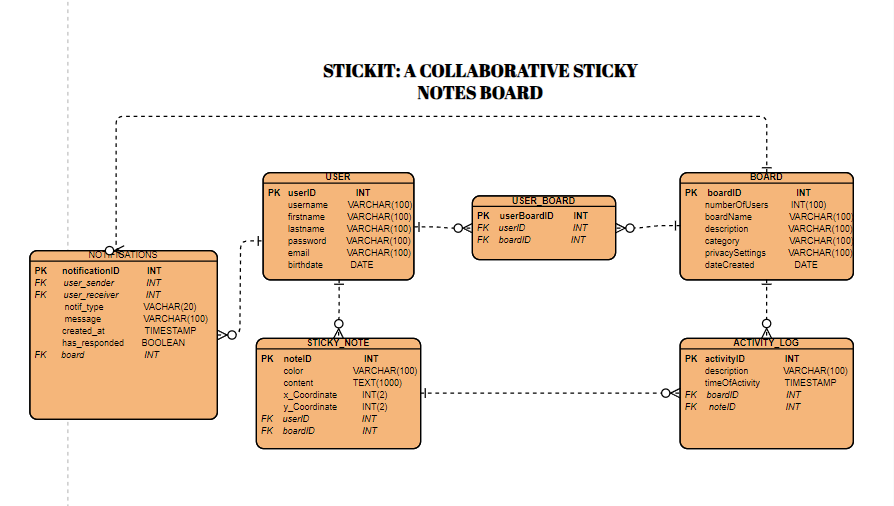 STICKIT: A COLLABORATIVE STICKY
NOTES BOARD
USER
PK userID INT
username VARCHAR(100)
firstname VARCHAR(100)
lastname VARCHAR(100)
password VARCHAR(100)
email VARCHAR(100)
birthdate DATE
USER_BOARD
PK userBoardID INT
FK userID INT
FK boardID INT
BOARD
PK boardID INT
numberOfUsers INT(100)
boardName VARCHAR(100)
description VARCHAR(100)
category VARCHAR(100)
privacySettings VARCHAR(100)
dateCreated DATE
NOTIFICATIONS
PK notificationID INT
FK user_sender INT
FK user_receiver INT
notif_type VACHAR(20)
message VARCHAR(100)
created_at TIMESTAMP
has_responded BOOLEAN
FK board INT
STICKY_NOTE
PK noteID INT
color VARCHAR(100)
content TEXT(1000)
x_Coordinate INT(2)
y_Coordinate INT(2)
FK userID INT
FK boardID INT
ACTIVITY_LOG
PK activityID INT
description VARCHAR(100)
timeOfActivity TIMESTAMP
FK boardID INT
FK noteID INT